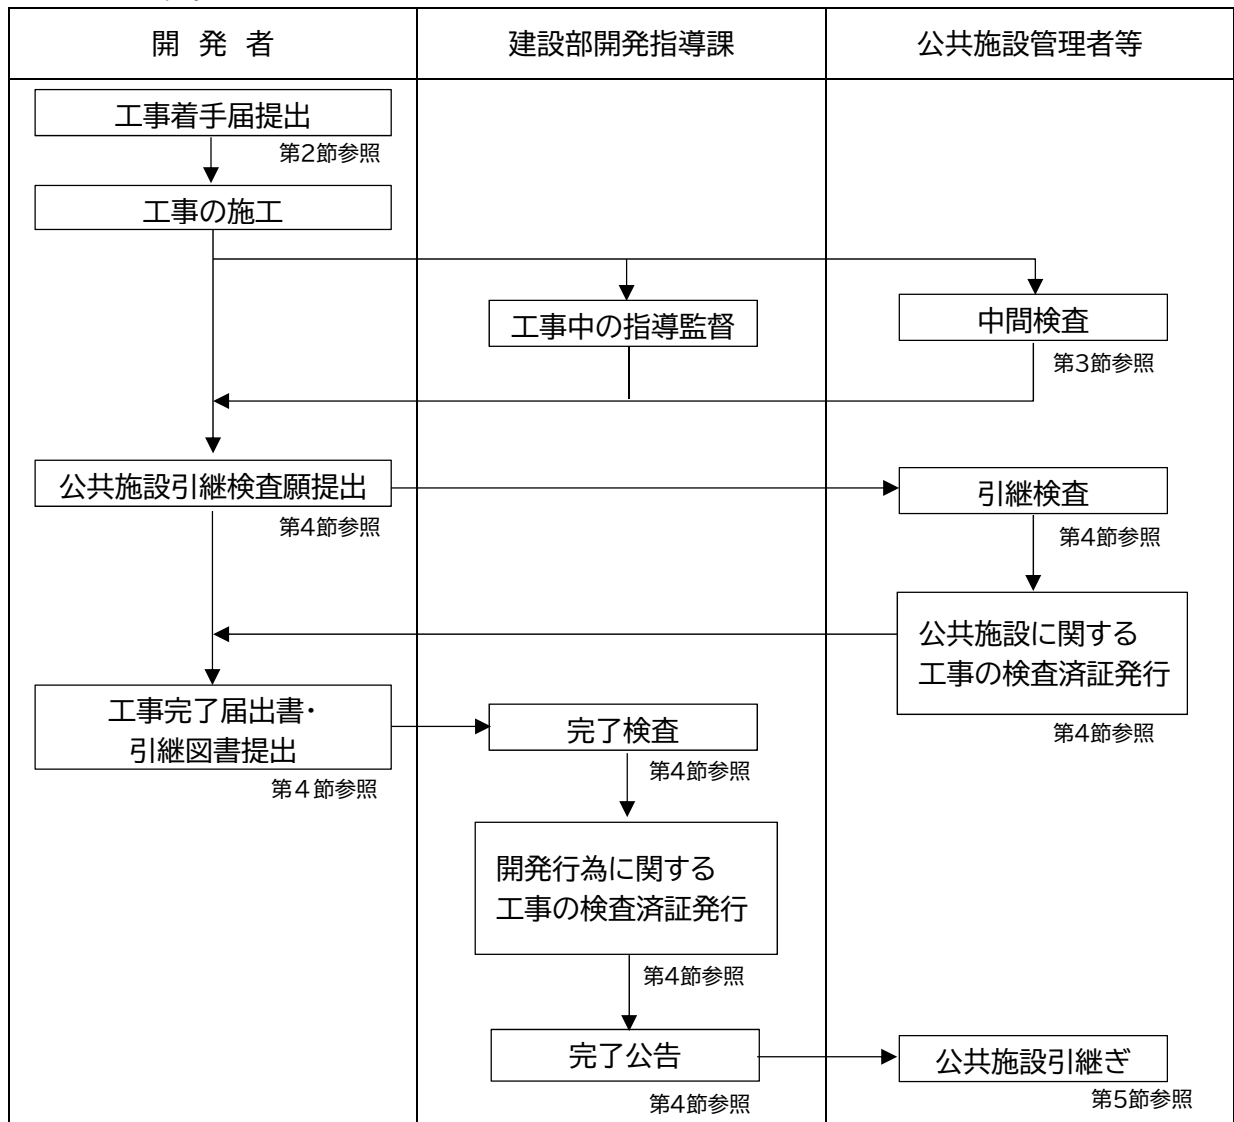 開 発 者
建設部開発指導課
公共施設管理者等
工事着手届提出
第2節参照
工事の施工
工事中の指導監督
中間検査
第3節参照
公共施設引継検査願提出
第4節参照
引継検査
第4節参照
公共施設に関する
工事の検査済証発行
第4節参照
工事完了届出書・
引継図書提出
第４節参照
完了検査
第4節参照
開発行為に関する
工事の検査済証発行
第4節参照
完了公告
第4節参照
公共施設引継ぎ
第5節参照